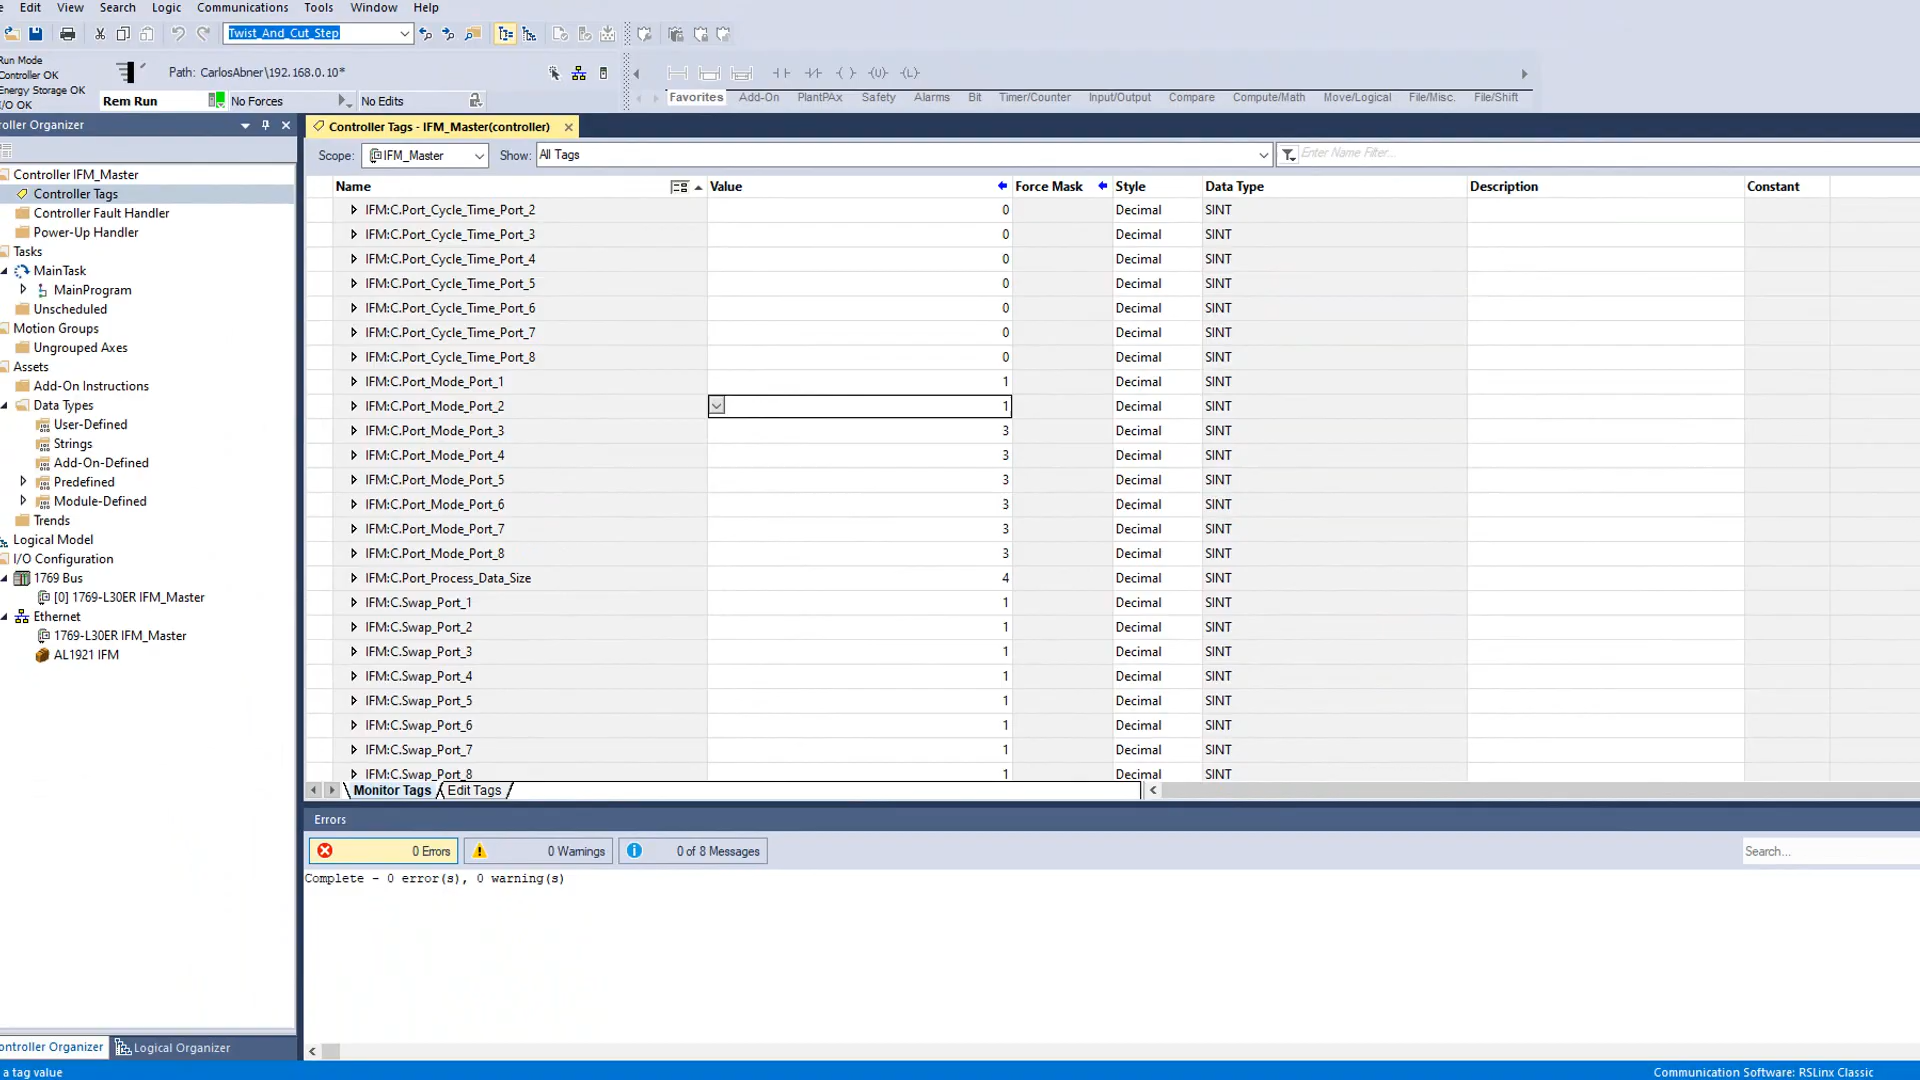 Edit View Search Logic Communications Tools Window Help
Twist_And_Cut_Step
Run Mode
Controller OK
Energy Storage OK
I/O OK
Path: CarlosAbner\192.168.0.10*
Rem Run No Forces No Edits
Favorites Add-On PlantPAx Safety Alarms Bit Timer/Counter Input/Output Compare Compute/Math Move/Logical File/Misc. File/Shift
oller Organizer
Controller Tags - IFM_Master(controller)
Scope: IFM_Master Show: All Tags Enter Name Filter...
Controller IFM_Master
Controller Tags
Controller Fault Handler
Power-Up Handler
Tasks
MainTask
MainProgram
Unscheduled
Motion Groups
Ungrouped Axes
Assets
Add-On Instructions
Data Types
User-Defined
Strings
Add-On-Defined
Predefined
Module-Defined
Trends
Logical Model
I/O Configuration
1769 Bus
[0] 1769-L30ER IFM_Master
Ethernet
1769-L30ER IFM_Master
AL1921 IFM
Name Value Force Mask Style Data Type Description Constant
IFM:C.Port_Cycle_Time_Port_2 0 Decimal SINT
IFM:C.Port_Cycle_Time_Port_3 0 Decimal SINT
IFM:C.Port_Cycle_Time_Port_4 0 Decimal SINT
IFM:C.Port_Cycle_Time_Port_5 0 Decimal SINT
IFM:C.Port_Cycle_Time_Port_6 0 Decimal SINT
IFM:C.Port_Cycle_Time_Port_7 0 Decimal SINT
IFM:C.Port_Cycle_Time_Port_8 0 Decimal SINT
IFM:C.Port_Mode_Port_1 1 Decimal SINT
IFM:C.Port_Mode_Port_2 1 Decimal SINT
IFM:C.Port_Mode_Port_3 3 Decimal SINT
IFM:C.Port_Mode_Port_4 3 Decimal SINT
IFM:C.Port_Mode_Port_5 3 Decimal SINT
IFM:C.Port_Mode_Port_6 3 Decimal SINT
IFM:C.Port_Mode_Port_7 3 Decimal SINT
IFM:C.Port_Mode_Port_8 3 Decimal SINT
IFM:C.Port_Process_Data_Size 4 Decimal SINT
IFM:C.Swap_Port_1 1 Decimal SINT
IFM:C.Swap_Port_2 1 Decimal SINT
IFM:C.Swap_Port_3 1 Decimal SINT
IFM:C.Swap_Port_4 1 Decimal SINT
IFM:C.Swap_Port_5 1 Decimal SINT
IFM:C.Swap_Port_6 1 Decimal SINT
IFM:C.Swap_Port_7 1 Decimal SINT
IFM:C.Swap_Port_8 1 Decimal SINT
Monitor Tags Edit Tags
Errors
0 Errors 0 Warnings 0 of 8 Messages Search...
Complete - 0 error(s), 0 warning(s)
ontroller Organizer Logical Organizer
a tag value Communication Software: RSLinx Classic